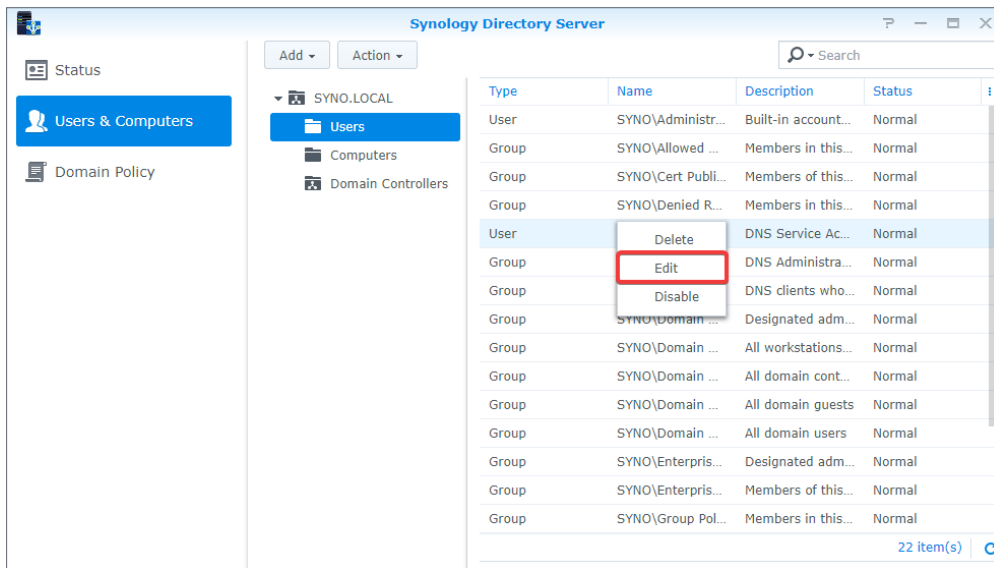 Synology Directory Server
Add Action Search
Status
Users & Computers
Domain Policy
SYNO.LOCAL
Users
Computers
Domain Controllers
Type Name Description Status
User SYNO\Administr... Built-in account... Normal
Group SYNO\Allowed ... Members in this... Normal
Group SYNO\Cert Publi... Members of this... Normal
Group SYNO\Denied R... Members in this... Normal
User DNS Service Ac... Normal
Group DNS Administra... Normal
Group DNS clients who... Normal
Delete
Edit
Disable
Group SYNO\Domain ... Designated adm... Normal
Group SYNO\Domain ... All workstations... Normal
Group SYNO\Domain ... All domain cont... Normal
Group SYNO\Domain ... All domain guests Normal
Group SYNO\Domain ... All domain users Normal
Group SYNO\Enterpris... Designated adm... Normal
Group SYNO\Enterpris... Members of this... Normal
Group SYNO\Group Pol... Members in this... Normal
22 item(s)